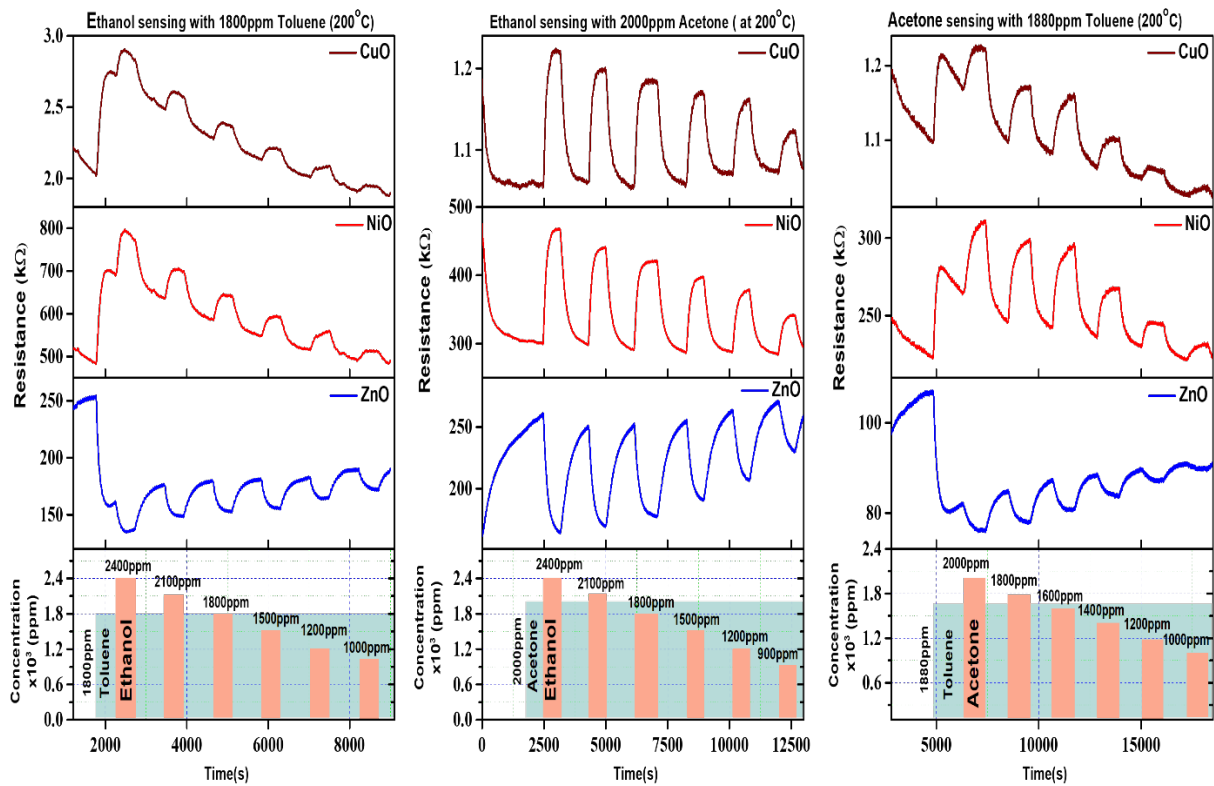 Ethanol sensing with 1800ppm Toluene (200°C)
3.0
2.5
2.0
CuO
800
700
600
500
NiO
250
200
150
ZnO
Resistance (kΩ)
2.4
1.8
1.2
0.6
0.0
Concentration
x10³ (ppm)
2400ppm
2100ppm
1800ppm
1500ppm
1200ppm
1000ppm
1800ppm
Toluene
Ethanol
2000
4000
6000
8000
Time(s)
Ethanol sensing with 2000ppm Acetone ( at 200°C)
1.2
1.1
CuO
500
400
300
NiO
250
200
ZnO
Resistance (kΩ)
2.4
1.8
1.2
0.6
0.0
Concentration
x10³ (ppm)
2400ppm
2100ppm
1800ppm
1500ppm
1200ppm
900ppm
2000ppm
Acetone
Ethanol
0
2500
5000
7500
10000
12500
Time(s)
Acetone sensing with 1880ppm Toluene (200°C)
1.2
1.1
CuO
300
250
NiO
100
80
ZnO
Resistance (kΩ)
2.4
1.8
1.2
0.6
Concentration
x10³ (ppm)
2000ppm
1800ppm
1600ppm
1400ppm
1200ppm
1000ppm
1880ppm
Toluene
Acetone
5000
10000
15000
Time(s)